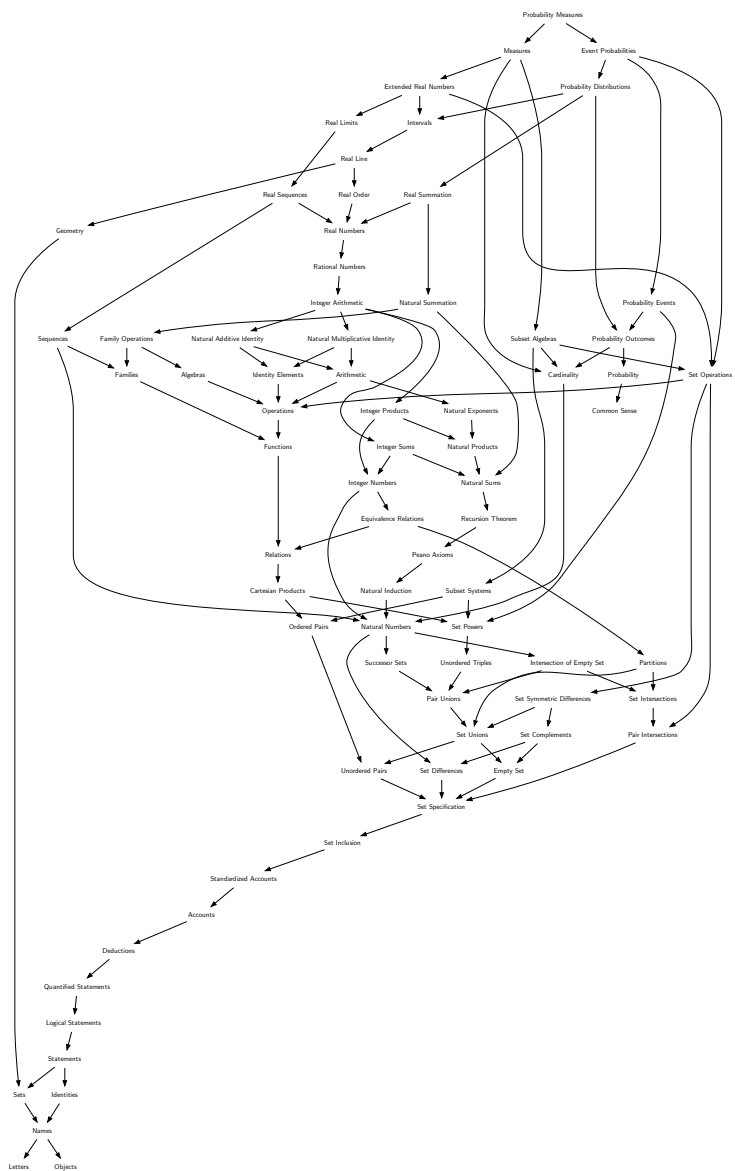 Probability Measures
Measures
Event Probabilities
Extended Real Numbers
Probability Distributions
Real Limits
Intervals
Real Line
Real Sequences
Real Order
Real Summation
Geometry
Real Numbers
Rational Numbers
Integer Arithmetic
Natural Summation
Probability Events
Sequences
Family Operations
Natural Additive Identity
Natural Multiplicative Identity
Subset Algebras
Probability Outcomes
Families
Algebras
Identity Elements
Arithmetic
Cardinality
Probability
Set Operations
Operations
Integer Products
Natural Exponents
Common Sense
Functions
Integer Sums
Natural Products
Integer Numbers
Natural Sums
Equivalence Relations
Recursion Theorem
Relations
Peano Axioms
Cartesian Products
Natural Induction
Subset Systems
Ordered Pairs
Natural Numbers
Set Powers
Successor Sets
Unordered Triples
Intersection of Empty Set
Partitions
Pair Unions
Set Symmetric Differences
Set Intersections
Set Unions
Set Complements
Pair Intersections
Unordered Pairs
Set Differences
Empty Set
Set Specification
Set Inclusion
Standardized Accounts
Accounts
Deductions
Quantified Statements
Logical Statements
Statements
Sets
Identities
Names
Letters
Objects